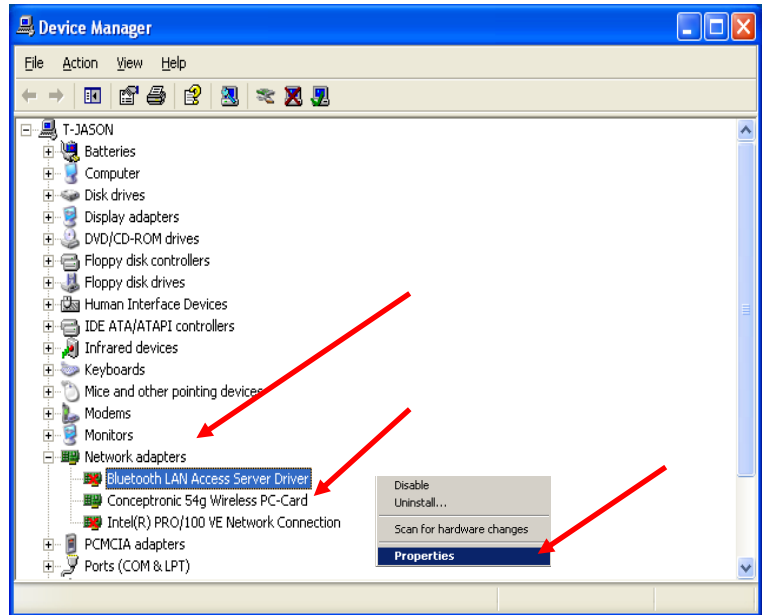 Device Manager
File Action View Help
T-JASON
Batteries
Computer
Disk drives
Display adapters
DVD/CD-ROM drives
Floppy disk controllers
Floppy disk drives
Human Interface Devices
IDE ATA/ATAPI controllers
Infrared devices
Keyboards
Mice and other pointing devices
Modems
Monitors
Network adapters
Bluetooth LAN Access Server Driver
Conceptronic 54g Wireless PC-Card
Intel(R) PRO/100 VE Network Connection
PCMCIA adapters
Ports (COM & LPT)
Disable
Uninstall...
Scan for hardware changes
Properties